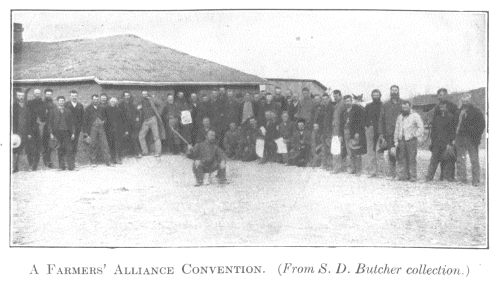 A Farmers' Alliance Convention. (From S. D. Butcher collection.)